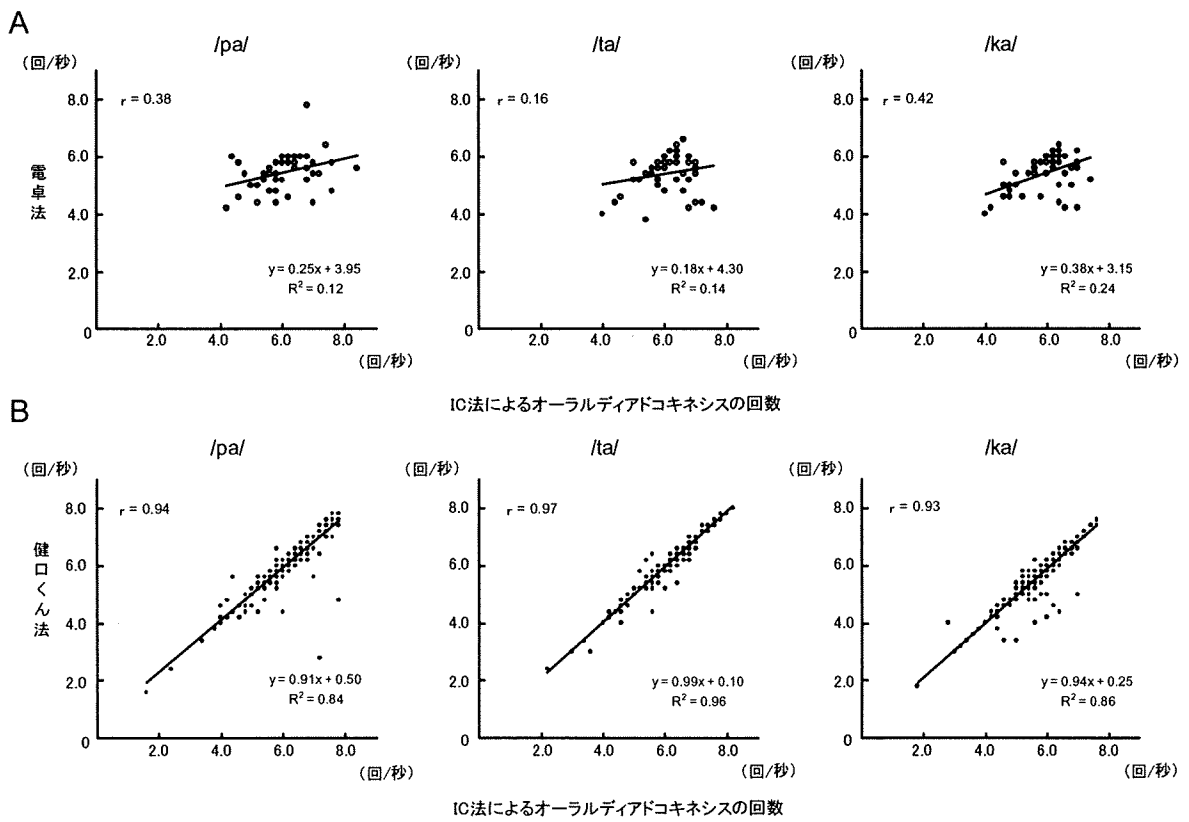 A
/pa/ /ta/ /ka/
(回/秒) (回/秒) (回/秒)
8.0 8.0 8.0
r = 0.38 r = 0.16 r = 0.42
6.0 6.0 6.0
電卓法
4.0 4.0 4.0
y = 0.25x + 3.95 y = 0.18x + 4.30 y = 0.38x + 3.15
2.0 2.0 2.0
R² = 0.12 R² = 0.14 R² = 0.24
0 0 0
2.0 4.0 6.0 8.0 2.0 4.0 6.0 8.0 2.0 4.0 6.0 8.0
(回/秒) (回/秒) (回/秒)
IC法によるオーラルディアドコキネシスの回数
B
/pa/ /ta/ /ka/
(回/秒) (回/秒) (回/秒)
8.0 8.0 8.0
r = 0.94 r = 0.97 r = 0.93
6.0 6.0 6.0
健口くん法
4.0 4.0 4.0
y = 0.91x + 0.50 y = 0.99x + 0.10 y = 0.94x + 0.25
2.0 2.0 2.0
R² = 0.84 R² = 0.96 R² = 0.86
0 0 0
2.0 4.0 6.0 8.0 2.0 4.0 6.0 8.0 2.0 4.0 6.0 8.0
(回/秒) (回/秒) (回/秒)
IC法によるオーラルディアドコキネシスの回数